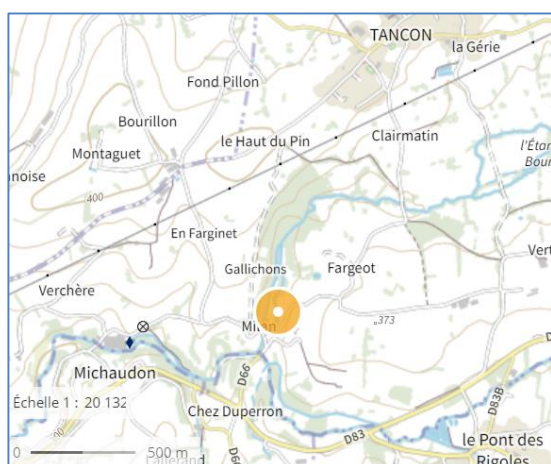 TANCON
la Gérie
Fond Pillon
Bourillon
le Haut du Pin
Clairmatin
l'Étan
Montaguet
Bour
noise
400
En Farginet
Gallichons
Fargeot
Vert
Verchère
373
Michaudon
D66
Échelle 1 : 20 132
Chez Duperron
D83B
D83
le Pont des
0
500 m
Rigoles